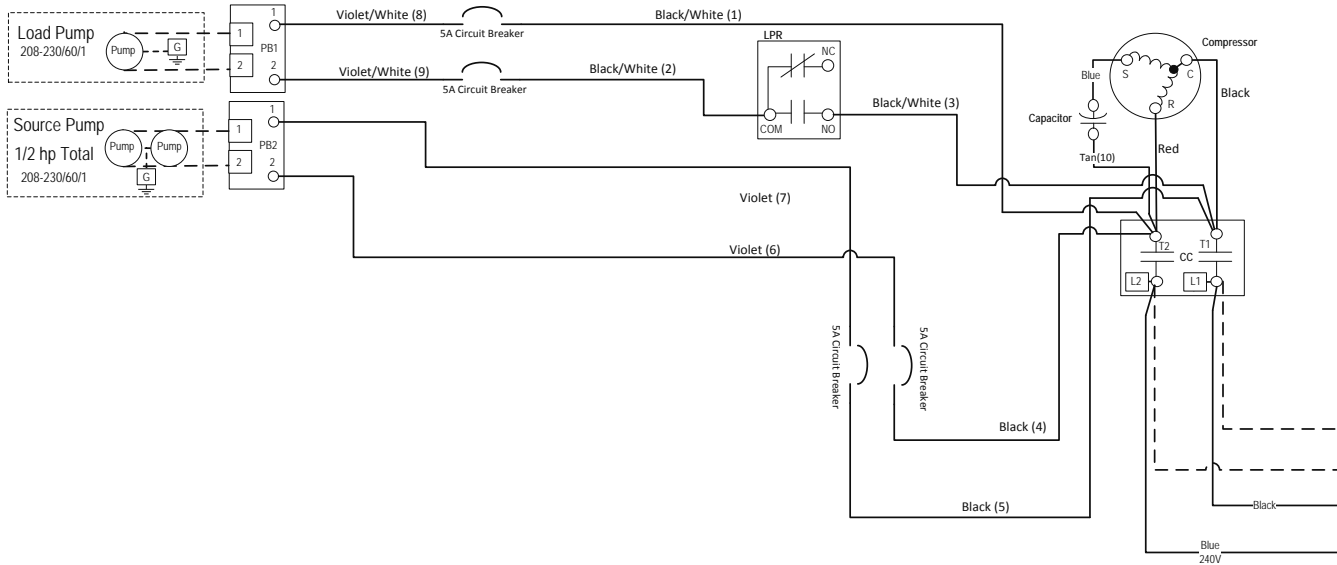 Load Pump
208-230/60/1
Pump
G
1
2
1
PB1
2
Violet/White (8)
5A Circuit Breaker
Black/White (1)
Violet/White (9)
5A Circuit Breaker
Black/White (2)
LPR
NC
COM
NO
Black/White (3)
Compressor
Blue
S
C
R
Black
Capacitor
Tan(10)
Red
Source Pump
1/2 hp Total
208-230/60/1
Pump
Pump
G
1
2
1
PB2
2
Violet (7)
Violet (6)
T2
T1
CC
L2
L1
5A Circuit Breaker
5A Circuit Breaker
Black (4)
Black (5)
Black
Blue
240V